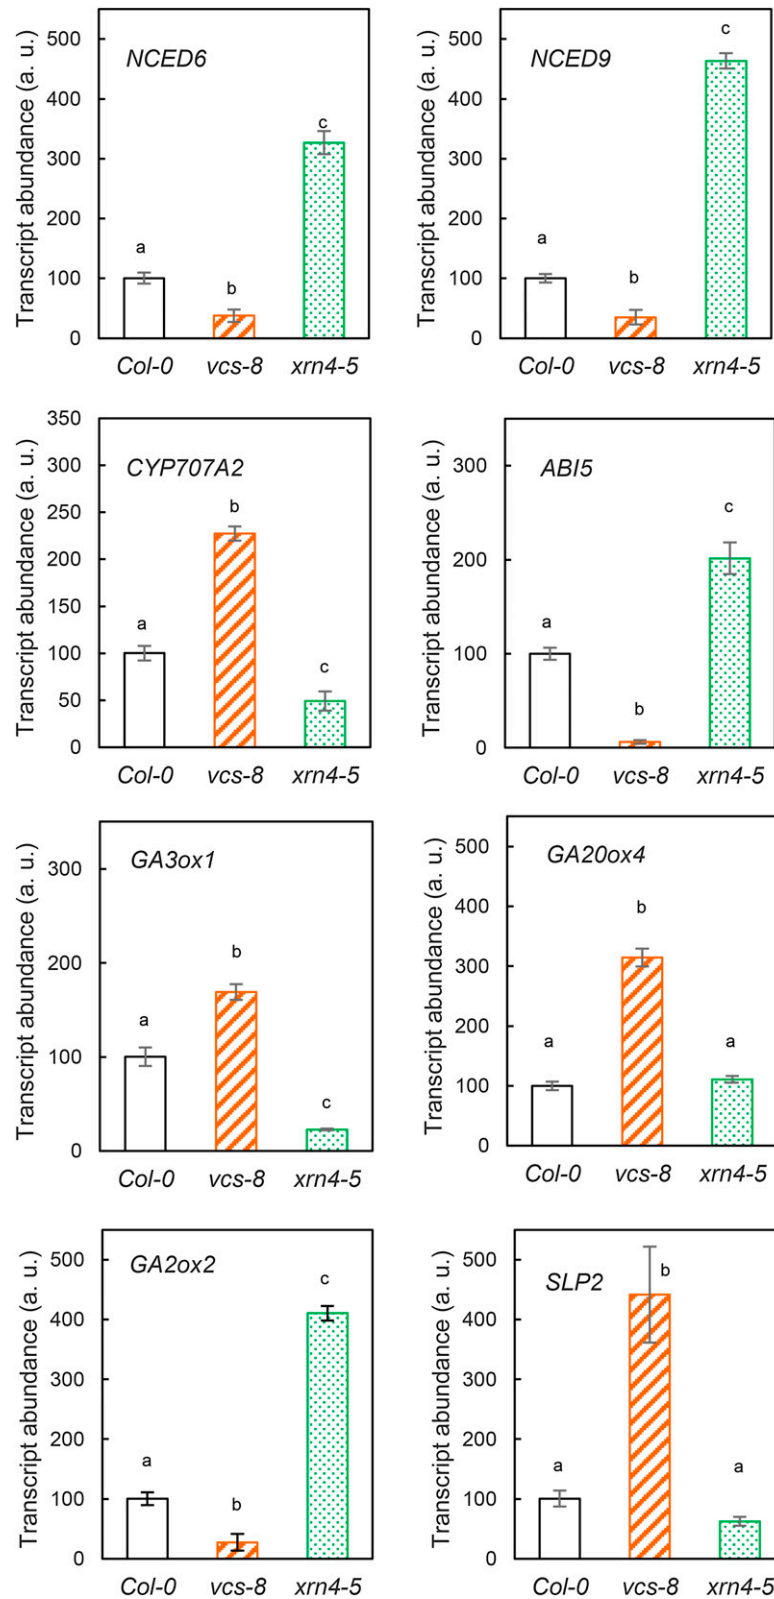 NCED6
Transcript abundance (a. u.)
500
400
300
200
100
0
a
b
c
Col-0 vcs-8 xrn4-5
NCED9
Transcript abundance (a. u.)
500
400
300
200
100
0
a
b
c
Col-0 vcs-8 xrn4-5
CYP707A2
Transcript abundance (a. u.)
350
300
250
200
150
100
50
0
a
b
c
Col-0 vcs-8 xrn4-5
ABI5
Transcript abundance (a. u.)
300
200
100
0
a
b
c
Col-0 vcs-8 xrn4-5
GA3ox1
Transcript abundance (a. u.)
300
200
100
0
a
b
c
Col-0 vcs-8 xrn4-5
GA20ox4
Transcript abundance (a. u.)
500
400
300
200
100
0
a
b
a
Col-0 vcs-8 xrn4-5
GA2ox2
Transcript abundance (a. u.)
500
400
300
200
100
0
a
b
c
Col-0 vcs-8 xrn4-5
SLP2
Transcript abundance (a. u.)
500
400
300
200
100
0
a
b
a
Col-0 vcs-8 xrn4-5